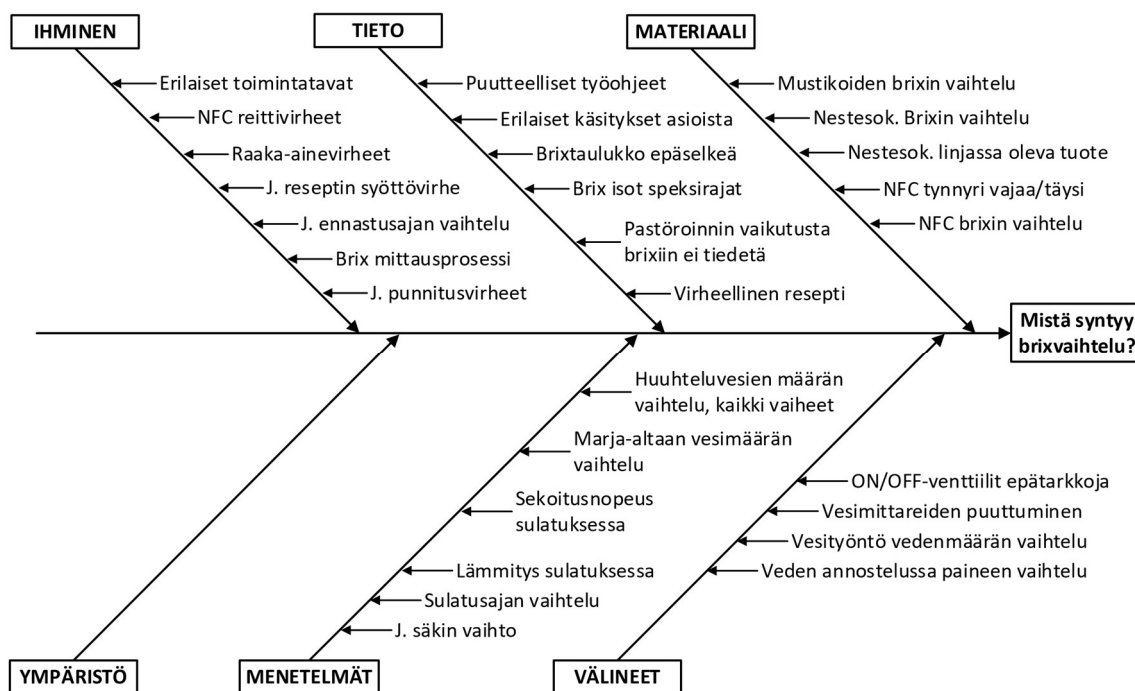 IHMINEN
TIETO
MATERIAALI
Erilaiset toimintatavat
NFC reittivirheet
Raaka-ainevirheet
J. reseptin syöttövirhe
J. ennastusajan vaihtelu
Brix mittausprosessi
J. punnitusvirheet
Puutteelliset työohjeet
Erilaiset käsitykset asioista
Brixtaulukko epäselkeä
Brix isot speksirajat
Pastöroinnin vaikutusta
brixiin ei tiedetä
Virheellinen resepti
Mustikoiden brixin vaihtelu
Nestesok. Brixin vaihtelu
Nestesok. linjassa oleva tuote
NFC tynnyri vajaa/täysi
NFC brixin vaihtelu
Mistä syntyy
brixvaihtelu?
Huuhteluvesien määrän
vaihtelu, kaikki vaiheet
Marja-altaan vesimäärän
vaihtelu
Sekoitusnopeus
sulatuksessa
Lämmitys sulatuksessa
Sulatusajan vaihtelu
J. säkin vaihto
ON/OFF-venttiilit epätarkkoja
Vesimittareiden puuttuminen
Vesityöntö vedenmäärän vaihtelu
Veden annostelussa paineen vaihtelu
YMPÄRISTÖ
MENETELMÄT
VÄLINEET